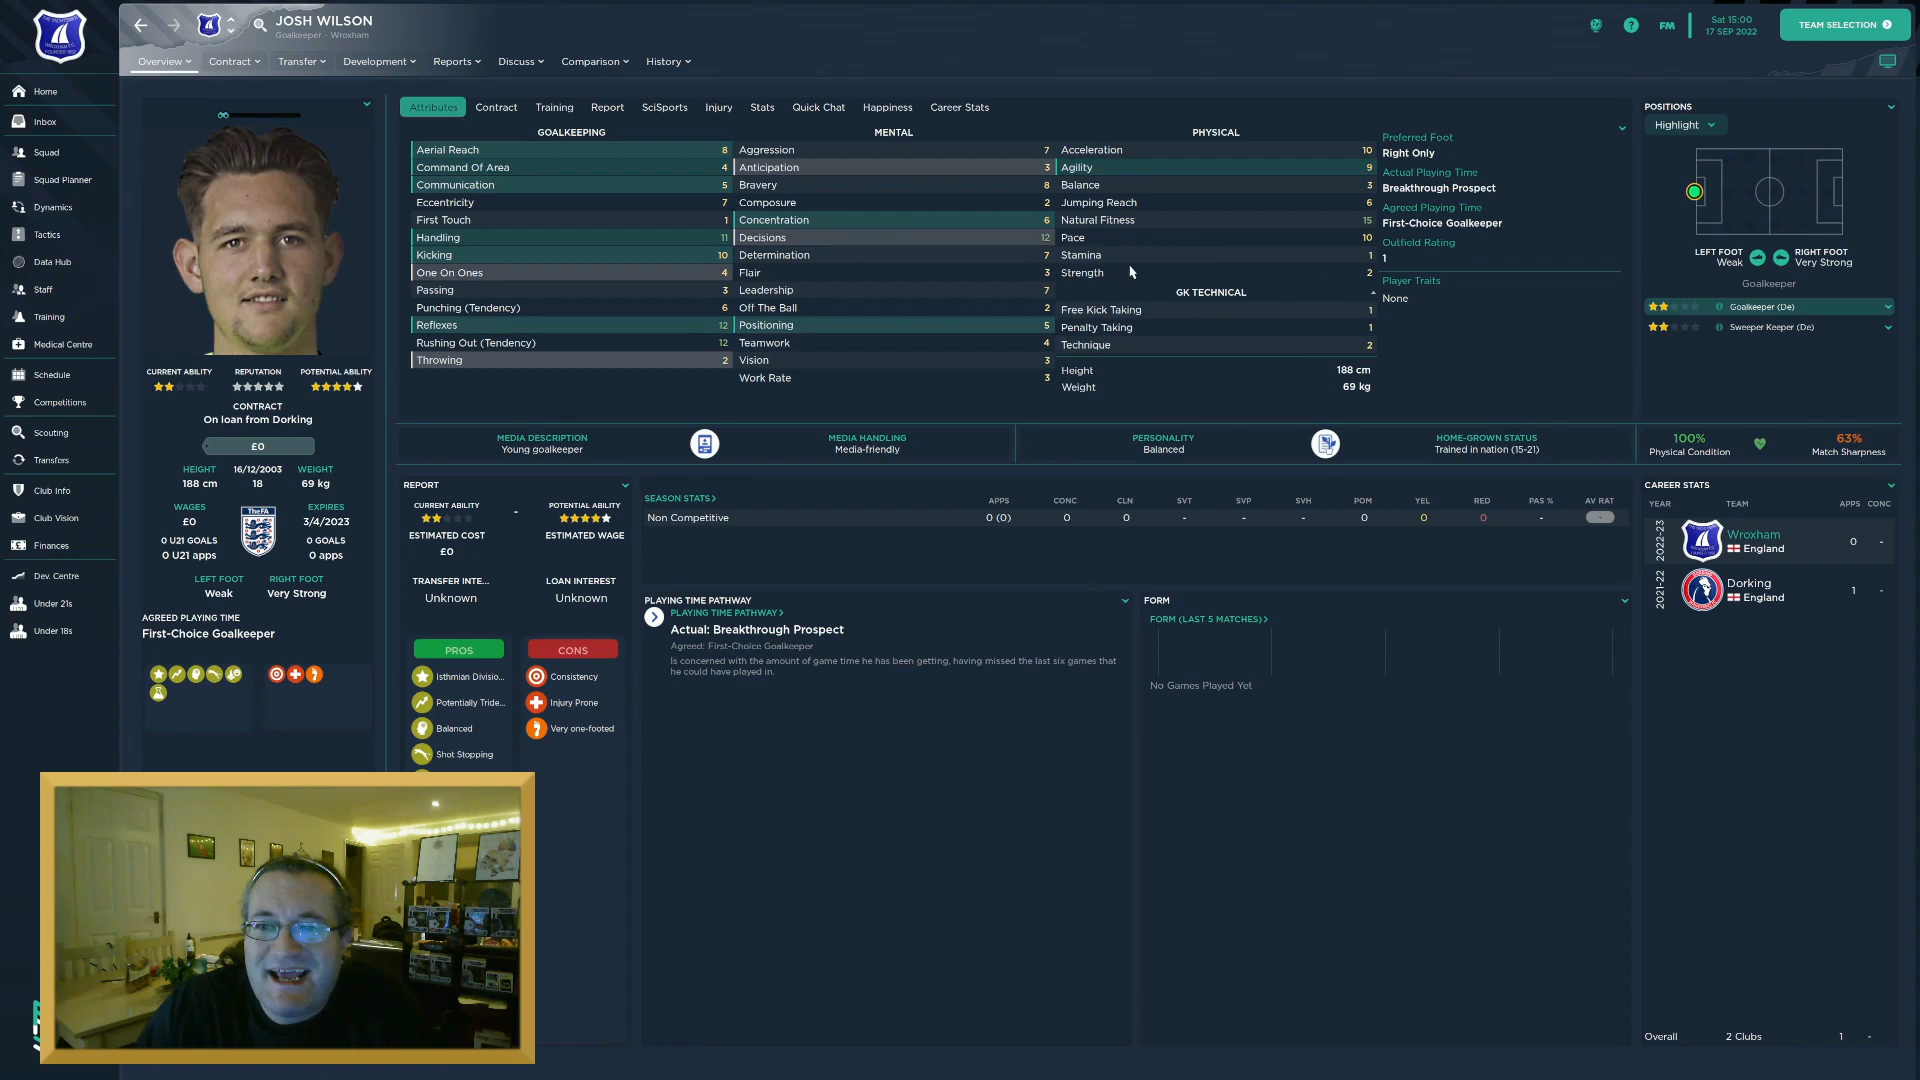 JOSH WILSON
Goalkeeper - Wroxham
FM
Sat 15:00
17 SEP 2022
TEAM SELECTION
Overview
Contract
Transfer
Development
Reports
Discuss
Comparison
History
Home
Inbox
Squad
Squad Planner
Dynamics
Tactics
Data Hub
Staff
Training
Medical Centre
Schedule
Competitions
Scouting
Transfers
Club Info
Club Vision
Finances
Dev. Centre
Under 21s
Under 18s
CURRENT ABILITY
REPUTATION
POTENTIAL ABILITY
CONTRACT
On loan from Dorking
£0
HEIGHT 16/12/2003 WEIGHT
188 cm 18 69 kg
WAGES EXPIRES
£0 3/4/2023
The FA
0 U21 GOALS 0 GOALS
0 U21 apps 0 apps
LEFT FOOT RIGHT FOOT
Weak Very Strong
AGREED PLAYING TIME
First-Choice Goalkeeper
Attributes Contract Training Report SciSports Injury Stats Quick Chat Happiness Career Stats
GOALKEEPING
Aerial Reach 8
Command Of Area 4
Communication 5
Eccentricity 7
First Touch 1
Handling 11
Kicking 10
One On Ones 4
Passing 3
Punching (Tendency) 6
Reflexes 12
Rushing Out (Tendency) 12
Throwing 2
MENTAL
Aggression 7
Anticipation 3
Bravery 8
Composure 2
Concentration 6
Decisions 12
Determination 7
Flair 3
Leadership 7
Off The Ball 2
Positioning 5
Teamwork 4
Vision 3
Work Rate 3
PHYSICAL
Acceleration 10
Agility 9
Balance 3
Jumping Reach 6
Natural Fitness 15
Pace 10
Stamina 1
Strength 2
GK TECHNICAL
Free Kick Taking 1
Penalty Taking 1
Technique 2
Height 188 cm
Weight 69 kg
Preferred Foot
Right Only
Actual Playing Time
Breakthrough Prospect
Agreed Playing Time
First-Choice Goalkeeper
Outfield Rating
1
Player Traits
None
POSITIONS
Highlight
LEFT FOOT RIGHT FOOT
Weak Very Strong
Goalkeeper
Goalkeeper (De)
Sweeper Keeper (De)
MEDIA DESCRIPTION
Young goalkeeper
MEDIA HANDLING
Media-friendly
PERSONALITY
Balanced
HOME-GROWN STATUS
Trained in nation (15-21)
100%
Physical Condition
63%
Match Sharpness
REPORT
CURRENT ABILITY - POTENTIAL ABILITY
ESTIMATED COST ESTIMATED WAGE
£0
TRANSFER INTE... LOAN INTEREST
Unknown Unknown
PROS
Isthmian Divisio...
Potentially Tride...
Balanced
Shot Stopping
CONS
Consistency
Injury Prone
Very one-footed
SEASON STATS APPS CONC CLN SVT SVP SVH POM YEL RED PAS % AV RAT
Non Competitive 0 (0) 0 0 - - - 0 0 0 - -
PLAYING TIME PATHWAY
PLAYING TIME PATHWAY
Actual: Breakthrough Prospect
Agreed: First-Choice Goalkeeper
Is concerned with the amount of game time he has been getting, having missed the last six games that
he could have played in.
FORM
FORM (LAST 5 MATCHES)
No Games Played Yet
CAREER STATS
YEAR TEAM APPS CONC
2022-23 Wroxham 0 -
England
2021-22 Dorking 1 -
England
Overall 2 Clubs 1 -